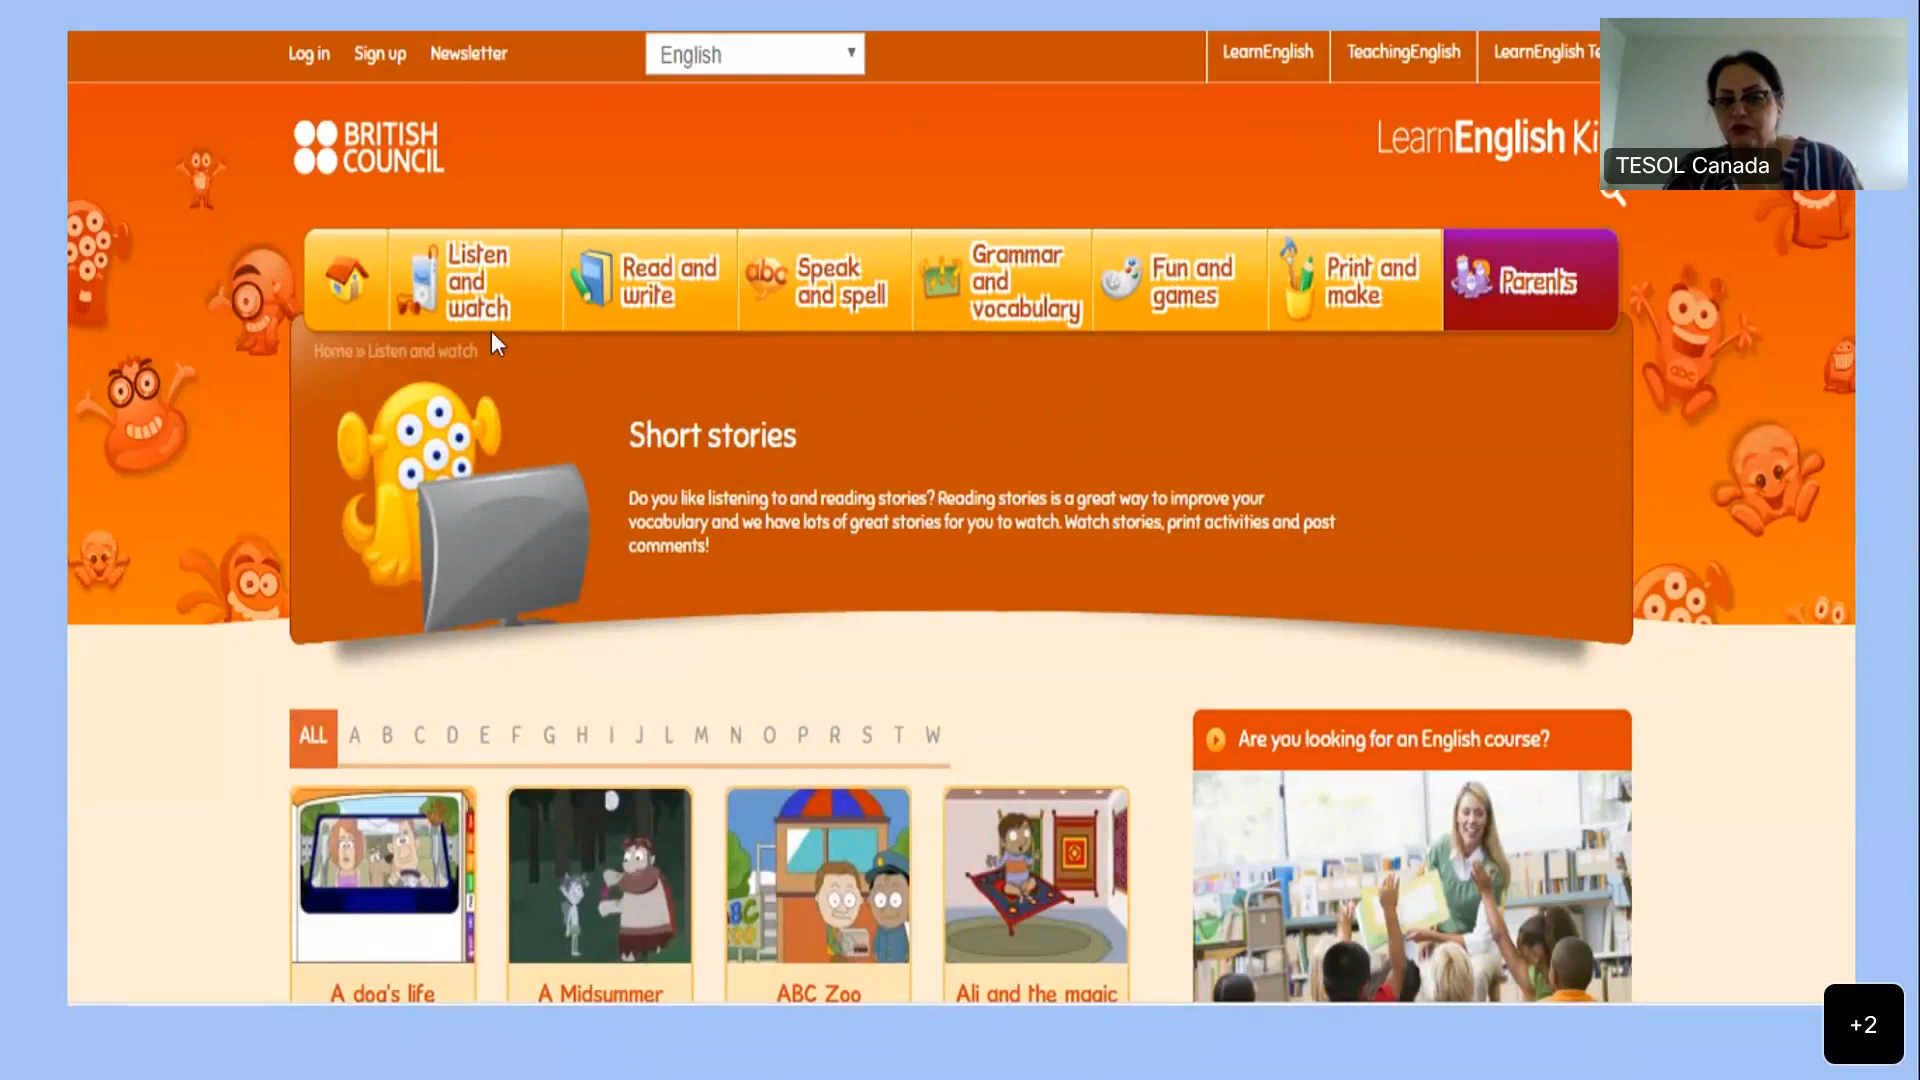 Log in Sign up Newsletter English LearnEnglish TeachingEnglish LearnEnglish Te
BRITISH
COUNCIL
LearnEnglish Ki
TESOL Canada
Listen and watch
Read and write
Speak and spell
Grammar and vocabulary
Fun and games
Print and make
Parents
Home » Listen and watch
Short stories
Do you like listening to and reading stories? Reading stories is a great way to improve your
vocabulary and we have lots of great stories for you to watch. Watch stories, print activities and post
comments!
ALL A B C D E F G H I J L M N O P R S T W
Are you looking for an English course?
A dog's life
A Midsummer
ABC Zoo
Ali and the magic
+2